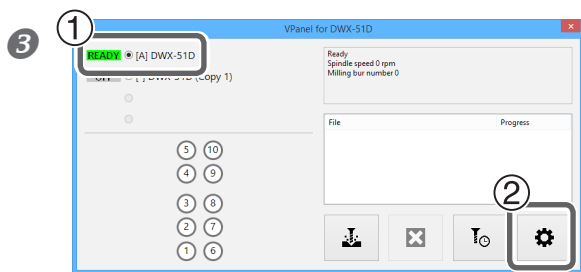 3
1
VPanel for DWX-51D
READY [A] DWX-51D
OFF [ ] DWX-51D (Copy 1)
Ready
Spindle speed 0 rpm
Milling bur number 0
File Progress
5 10
4 9
3 8
2 7
1 6
2